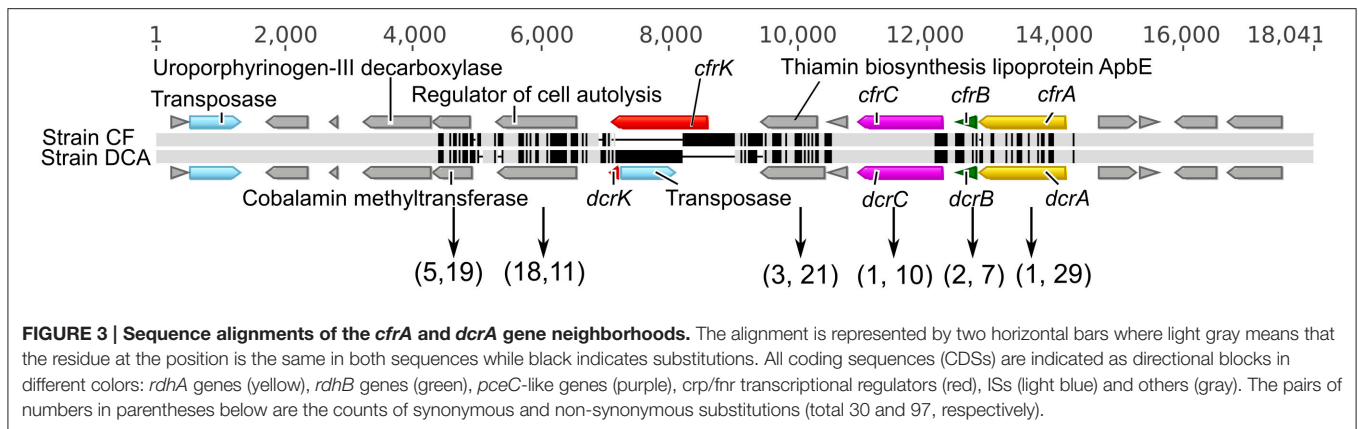 1 2,000 4,000 6,000 8,000 10,000 12,000 14,000 16,000 18,041
Uroporphyrinogen-III decarboxylase cfrK Thiamin biosynthesis lipoprotein ApbE
Transposase Regulator of cell autolysis cfrC cfrB cfrA
Strain CF
Strain DCA
Cobalamin methyltransferase dcrK Transposase dcrC dcrB dcrA
(5,19) (18,11) (3, 21) (1, 10) (2, 7) (1, 29)
FIGURE 3 | Sequence alignments of the cfrA and dcrA gene neighborhoods. The alignment is represented by two horizontal bars where light gray means that
the residue at the position is the same in both sequences while black indicates substitutions. All coding sequences (CDSs) are indicated as directional blocks in
different colors: rdhA genes (yellow), rdhB genes (green), pceC-like genes (purple), crp/fnr transcriptional regulators (red), ISs (light blue) and others (gray). The pairs of
numbers in parentheses below are the counts of synonymous and non-synonymous substitutions (total 30 and 97, respectively).